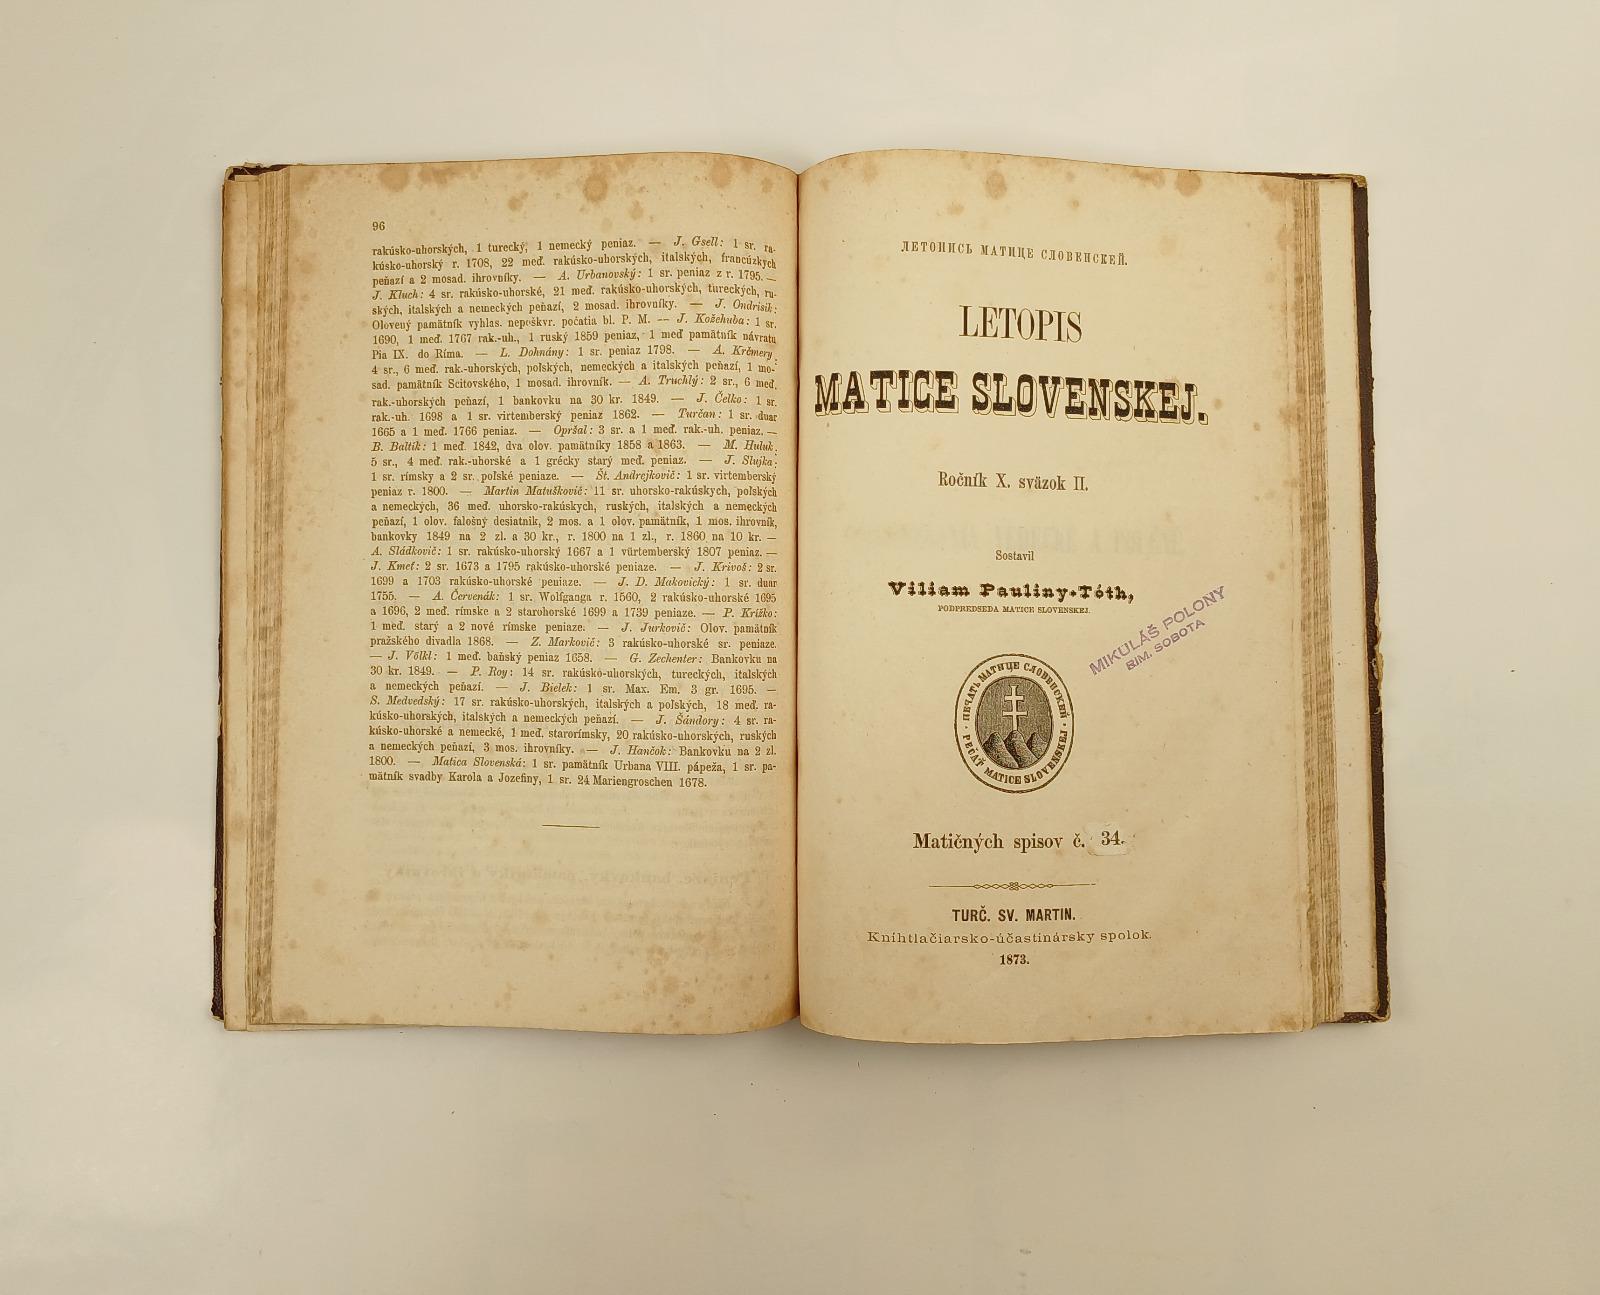 96
rakúsko-uhorských, 1 turecký, 1 nemecký peniaz. — J. Gsell: 1 sr. ra-
kúsko-uhorský r. 1708, 22 meď. rakúsko-uhorských, italských, francúzkych
peňazí a 2 mosad. ihrovníky. — A. Urbanovský: 1 sr. peniaz z r. 1795. —
J. Kluch: 4 sr. rakúsko-uhorské, 21 meď. rakúsko-uhorských, tureckých, ru-
ských, italských a nemeckých peňazí, 2 mosad. ihrovníky. — J. Ondrisik:
Olovený pamätník vyhlas. nepoškvr. počatia bl. P. M. — J. Kožehuba: 1 sr.
1690, 1 meď. 1767 rak.-uh., 1 ruský 1859 peniaz, 1 meď pamätník návratu
Pia IX. do Ríma. — L. Dohnány: 1 sr. peniaz 1798. — A. Krčmery.
4 sr., 6 meď. rak.-uhorských, polských, nemeckých a italských peňazí, 1 mo-
sad. pamätník Scitovského, 1 mosad. ihrovník. — A. Truchlý: 2 sr., 6 meď.
rak.-uhorských peňazí, 1 bankovku na 30 kr. 1849. — J. Čelko: 1 sr.
rak.-uh. 1698 a 1 sr. virtemberský peniaz 1862. — Turčan: 1 sr. duar
1665 a 1 meď. 1766 peniaz. — Opršal: 3 sr. a 1 meď. rak.-uh. peniaz. —
B. Baltík: 1 meď. 1842, dva olov. pamätníky 1858 a 1863. — M. Huluk.
5 sr., 4 meď. rak.-uhorské a 1 grécky starý meď. peniaz. — J. Slujka:
1 sr. rímsky a 2 sr. polské peniaze. — Št. Andrejkovič: 1 sr. virtemberský
peniaz r. 1800. — Martin Matuškovič: 11 sr. uhorsko-rakúskych, polských
a nemeckých, 36 meď. uhorsko-rakúskych, ruských, italských a nemeckých
peňazí, 1 olov. falošný desiatnik, 2 mos. a 1 olov. pamätník, 1 mos. ihrovník,
bankovky 1849 na 2 zl. a 30 kr., r. 1800 na 1 zl., r. 1860 na 10 kr. —
A. Sládkovič: 1 sr. rakúsko-uhorský 1667 a 1 vürtemberský 1807 peniaz. —
J. Kmeť: 2 sr. 1673 a 1795 rakúsko-uhorské peniaze. — J. Krivoš: 2 sr.
1699 a 1703 rakúsko-uhorské peniaze. — J. D. Makovický: 1 sr. duar
1755. — A. Červenák: 1 sr. Wolfganga r. 1560, 2 rakúsko-uhorské 1695
a 1696, 2 meď. rímske a 2 starohorské 1699 a 1739 peniaze. — P. Križko:
1 meď. starý a 2 nové rímske peniaze. — J. Jurkovič: Olov. pamätník
pražského divadla 1868. — Z. Markovič: 3 rakúsko-uhorské sr. peniaze.
— J. Völkl: 1 meď. baňský peniaz 1658. — G. Zechenter: Bankovku na
30 kr. 1849. — P. Roy: 14 sr. rakúsko-uhorských, tureckých, italských
a nemeckých peňazí. — J. Bielek: 1 sr. Max. Em. 3 gr. 1695. —
S. Medvedský: 17 sr. rakúsko-uhorských, italských a polských, 18 meď. ra-
kúsko-uhorských, italských a nemeckých peňazí. — J. Šándory: 4 sr. ra-
kúsko-uhorské a nemecké, 1 meď. starorímsky, 20 rakúsko-uhorských, ruských
a nemeckých peňazí, 3 mos. ihrovníky. — J. Hančok: Bankovku na 2 zl.
1800. — Matica Slovenská: 1 sr. pamätník Urbana VIII. pápeža, 1 sr. pa-
mätník svadby Karola a Jozefiny, 1 sr. 24 Mariengroschen 1678.
ЛЕТОПИСЬ МАТИЦЕ СЛОВЕНСКЕЙ.
LETOPIS
MATICE SLOVENSKEJ.
Ročník X. sväzok II.
Sostavil
Viliam Pauliny-Tóth,
PODPREDSEDA MATICE SLOVENSKEJ.
MIKULÁŠ POLONY
RIM. SOBOTA
ПЕЧАТЬ МАТИЦЕ СЛОВЕНСКЕЙ
PEČAŤ MATICE SLOVENSKEJ
Matičných spisov č. 34.
TURČ. SV. MARTIN.
Kníhtlačiarsko-účastinársky spolok.
1873.